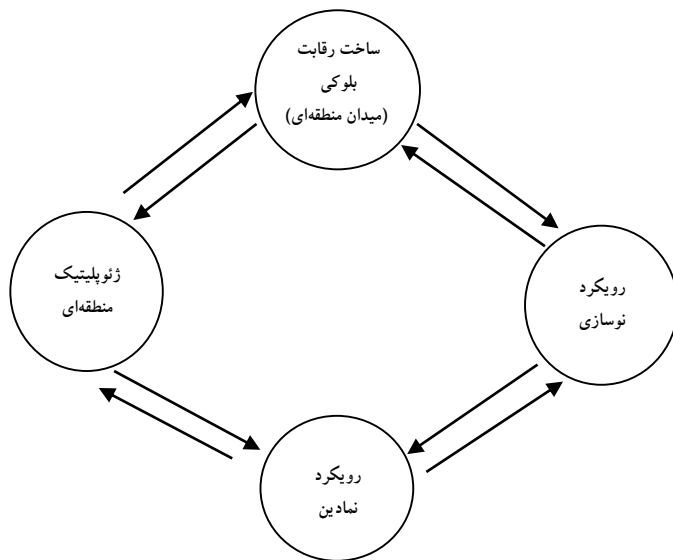 ساخت رقابت
بلوکی
(میدان منطقه‌ای)
ژئوپلیتیک
منطقه‌ای
رویکرد
نوسازی
رویکرد
نمادین